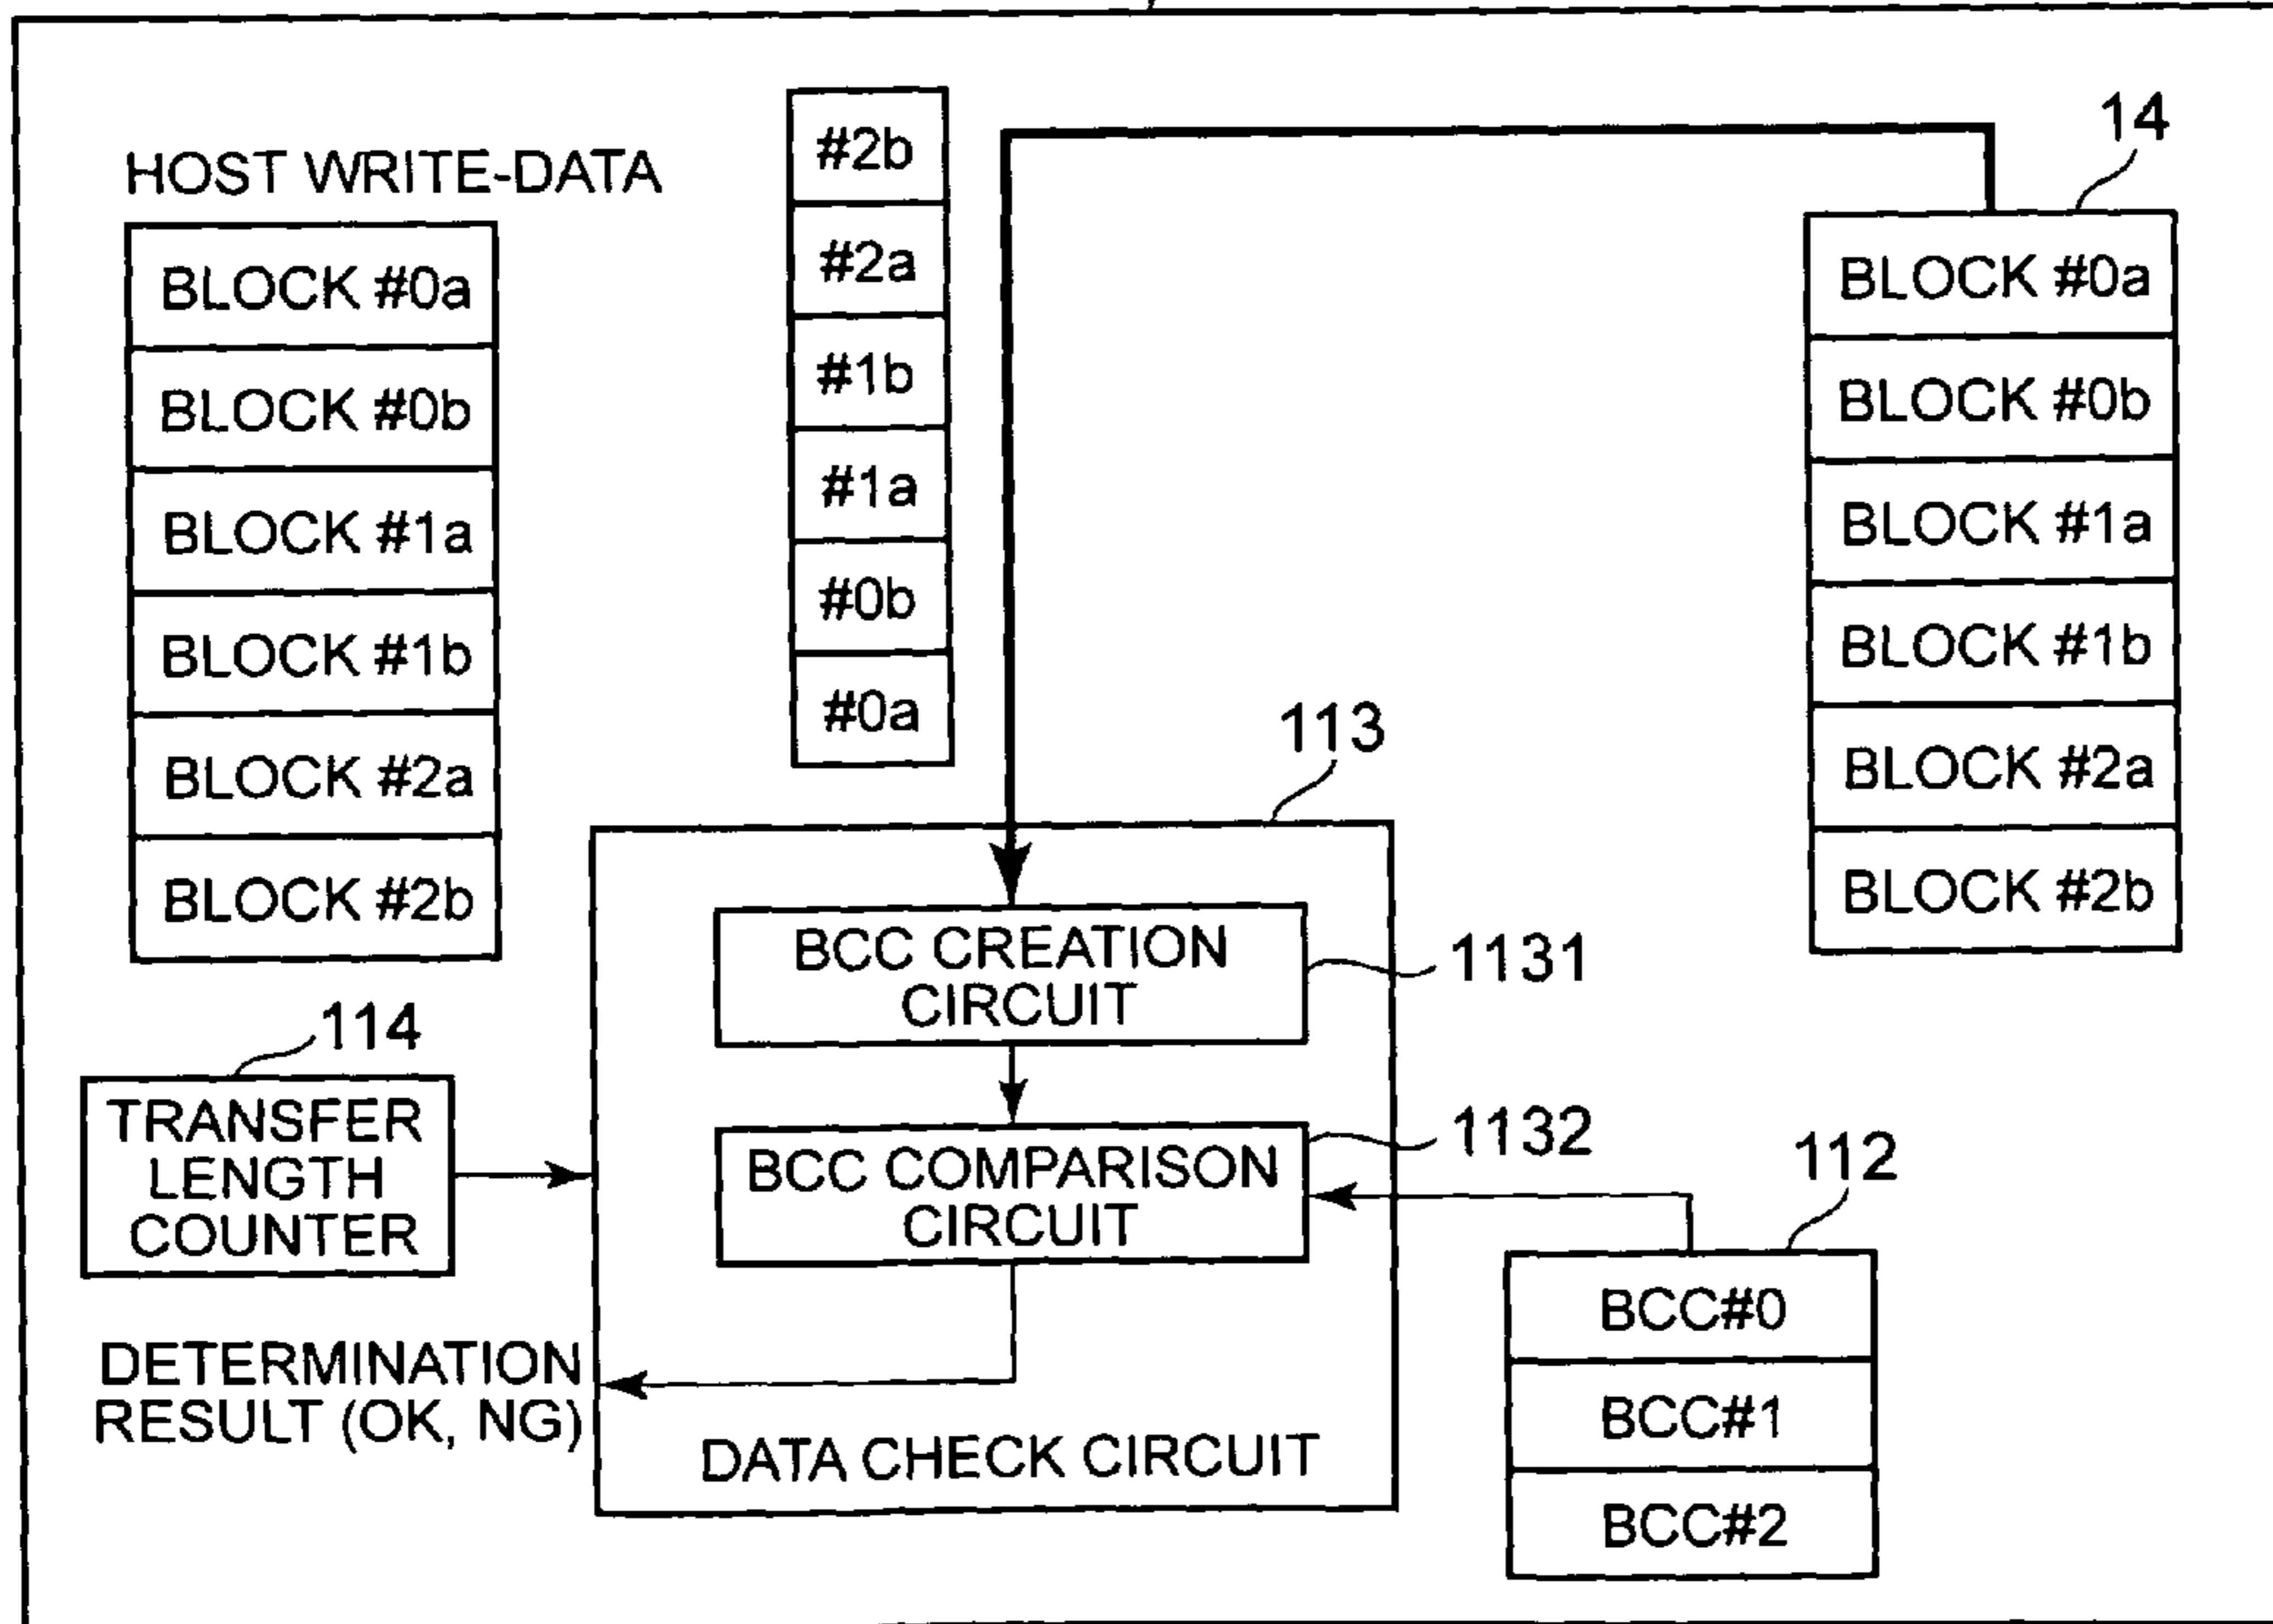 HOST WRITE-DATA
BLOCK #0a
BLOCK #0b
BLOCK #1a
BLOCK #1b
BLOCK #2a
BLOCK #2b
#2b
#2a
#1b
#1a
#0b
#0a
14
BLOCK #0a
BLOCK #0b
BLOCK #1a
BLOCK #1b
BLOCK #2a
BLOCK #2b
113
BCC CREATION
CIRCUIT
1131
BCC COMPARISON
CIRCUIT
1132
114
TRANSFER
LENGTH
COUNTER
DETERMINATION
RESULT (OK, NG)
DATA CHECK CIRCUIT
112
BCC#0
BCC#1
BCC#2